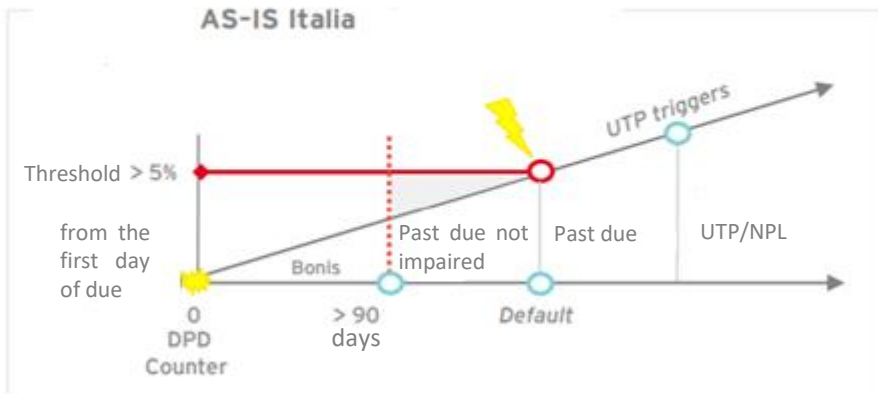 AS-IS Italia
UTP triggers
Threshold > 5%
from the
first day
of due
Bonis
Past due not
impaired
Past due
UTP/NPL
0
DPD
Counter
> 90
days
Default